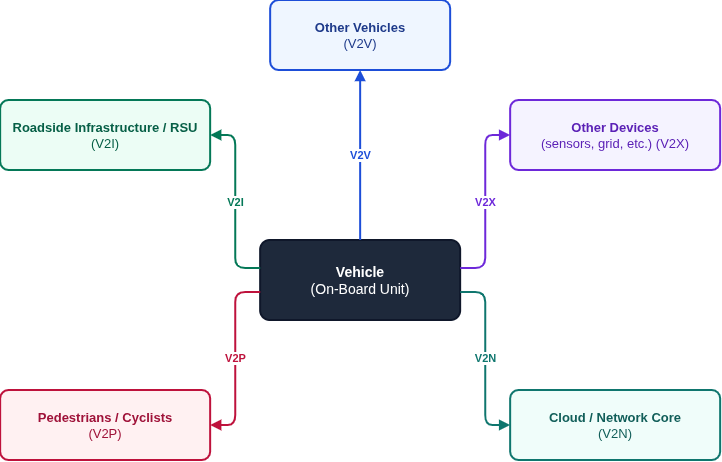 Other Vehicles
(V2V)
Roadside Infrastructure / RSU
(V2I)
Other Devices
(sensors, grid, etc.) (V2X)
V2V
V2I
V2X
Vehicle
(On-Board Unit)
V2P
V2N
Pedestrians / Cyclists
(V2P)
Cloud / Network Core
(V2N)